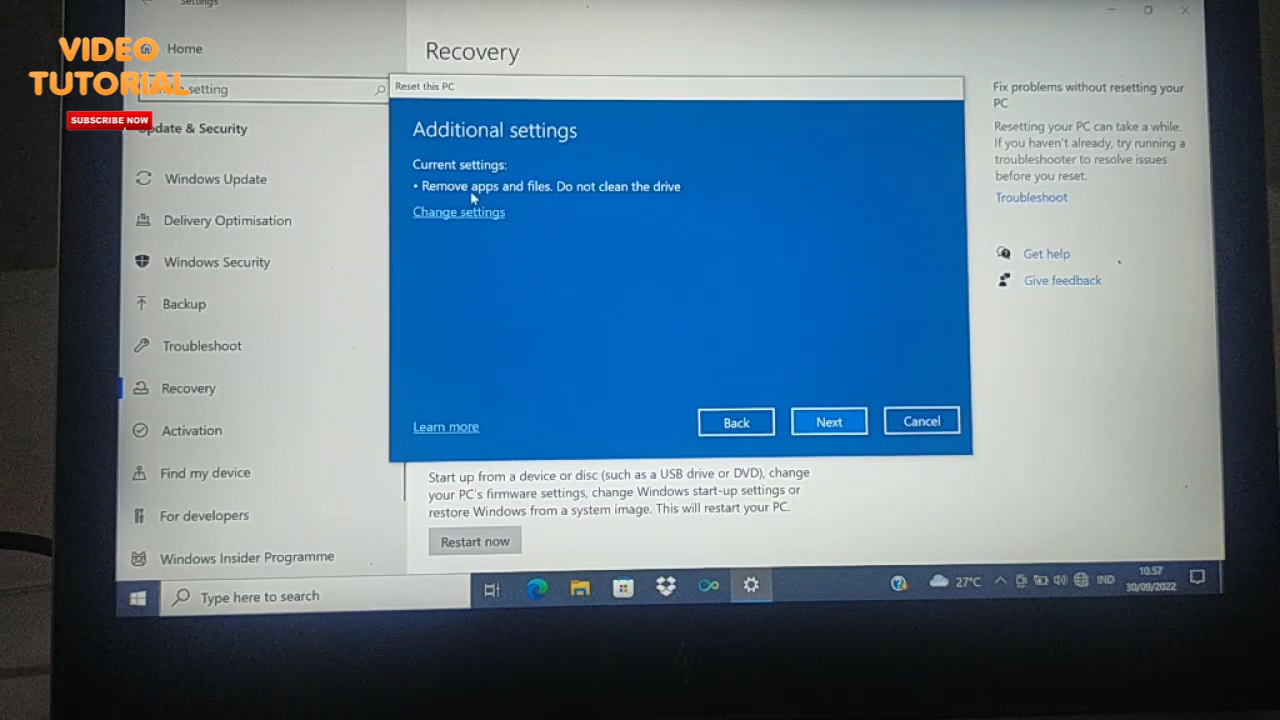 Settings
VIDEO
TUTORIAL
SUBSCRIBE NOW
Home
setting
Update & Security
Windows Update
Delivery Optimisation
Windows Security
Backup
Troubleshoot
Recovery
Activation
Find my device
For developers
Windows Insider Programme
Recovery
Reset this PC
Additional settings
Current settings:
• Remove apps and files. Do not clean the drive
Change settings
Learn more
Back
Next
Cancel
Start up from a device or disc (such as a USB drive or DVD), change
your PC's firmware settings, change Windows start-up settings or
restore Windows from a system image. This will restart your PC.
Restart now
Fix problems without resetting your
PC
Resetting your PC can take a while.
If you haven't already, try running a
troubleshooter to resolve issues
before you reset.
Troubleshoot
Get help
Give feedback
Type here to search
27°C
IND
10.57
30/09/2022
hp